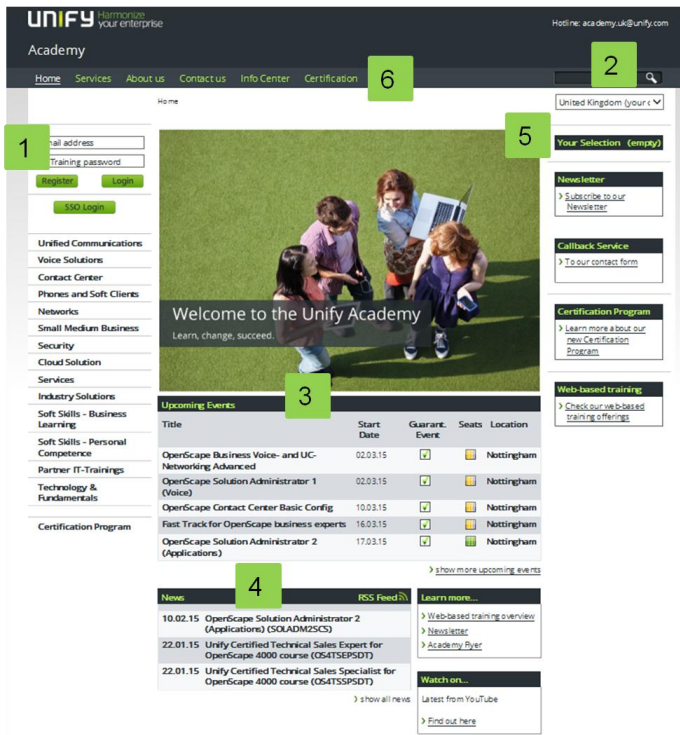 UNIFY Harmonize
your enterprise
Hotline: academy.uk@unify.com
Academy
Home Services About us Contact us Info Center Certification
6
2
Home
United Kingdom (your c
1
mail address
Training password
Register Login
SSO Login
5
Your Selection (empty)
Newsletter
Subscribe to our
Newsletter
Callback Service
To our contact form
Certification Program
Learn more about our
new Certification
Program
Web-based training
Check our web-based
training offerings
Unified Communications
Voice Solutions
Contact Center
Phones and Soft Clients
Networks
Small Medium Business
Security
Cloud Solution
Services
Industry Solutions
Soft Skills - Business
Learning
Soft Skills - Personal
Competence
Partner IT-Trainings
Technology &
Fundamentals
Certification Program
Welcome to the Unify Academy
Learn, change, succeed.
3
Upcoming Events
Title Start Date Guarant. Event Seats Location
OpenScape Business Voice- and UC-
Networking Advanced 02.03.15 Nottingham
OpenScape Solution Administrator 1
(Voice) 02.03.15 Nottingham
OpenScape Contact Center Basic Config 10.03.15 Nottingham
Fast Track for OpenScape business experts 16.03.15 Nottingham
OpenScape Solution Administrator 2
(Applications) 17.03.15 Nottingham
show more upcoming events
4
News RSS Feed
10.02.15 OpenScape Solution Administrator 2
(Applications) (SOLADM2SCS)
22.01.15 Unify Certified Technical Sales Expert for
OpenScape 4000 course (OS4TSEPSDT)
22.01.15 Unify Certified Technical Sales Specialist for
OpenScape 4000 course (OS4TSSPSDT)
show all news
Learn more...
Web-based training overview
Newsletter
Academy Flyer
Watch on...
Latest from YouTube
Find out here